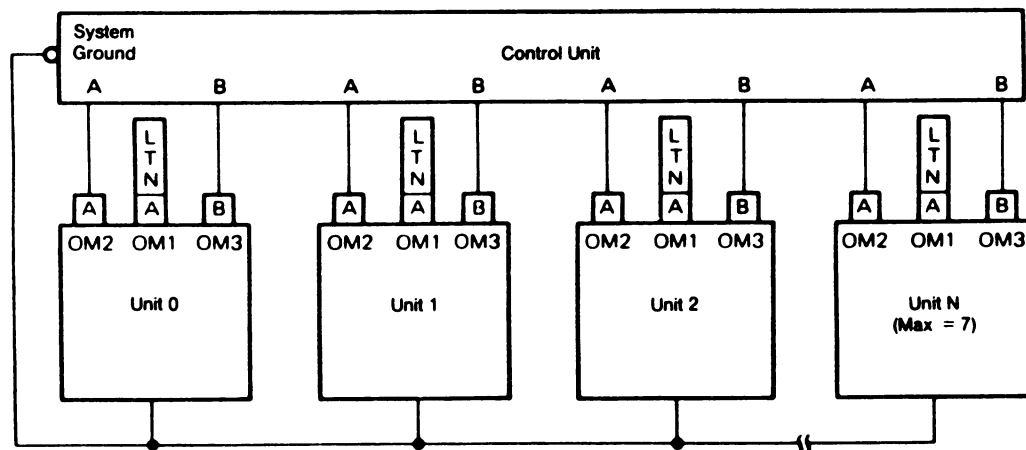 System
Ground
Control Unit
A B A B A B A B
L
T
N
A
L
T
N
A
L
T
N
A
L
T
N
A
A B A B A B A B
OM2 OM1 OM3 OM2 OM1 OM3 OM2 OM1 OM3 OM2 OM1 OM3
Unit 0 Unit 1 Unit 2 Unit N
(Max = 7)